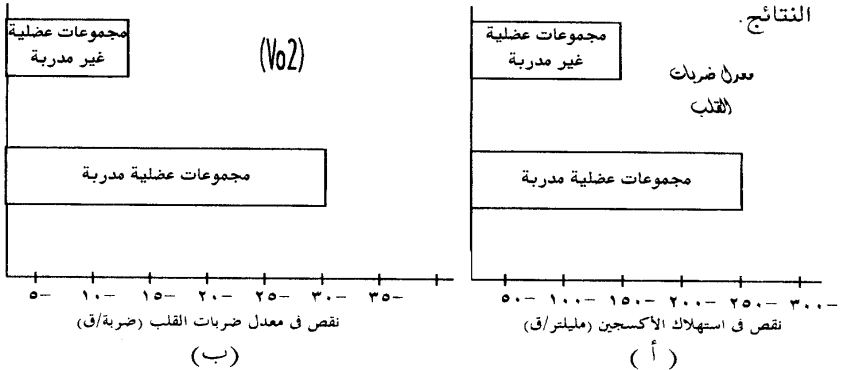 النتائج.
مجموعات عضلية
غير مدربة
معدل ضربات
القلب
مجموعات عضلية مدربة
-٥٠ -١٠٠ -١٥٠ -٢٠٠ -٢٥٠ -٣٠٠
نقص فى استهلاك الأكسجين (مليلتر/ق)
( أ )
مجموعات عضلية
غير مدربة
(Vo2)
مجموعات عضلية مدربة
-٥ -١٠ -١٥ -٢٠ -٢٥ -٣٠ -٣٥
نقص فى معدل ضربات القلب (ضربة/ق)
(ب)